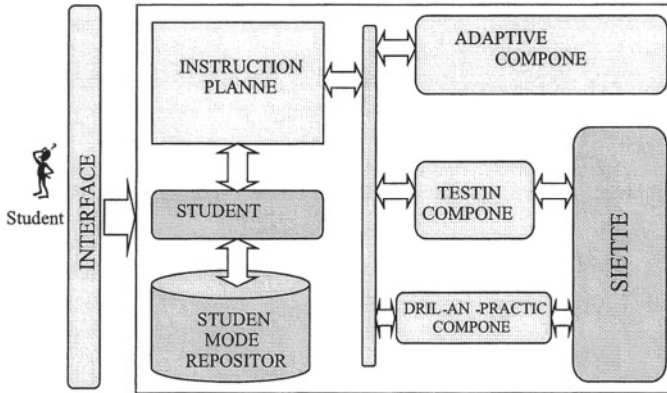 Student
INTERFACE
INSTRUCTION
PLANNE
STUDENT
STUDEN
MODE
REPOSITOR
ADAPTIVE
COMPONE
TESTIN
COMPONE
DRIL-AN -PRACTIC
COMPONE
SIETTE